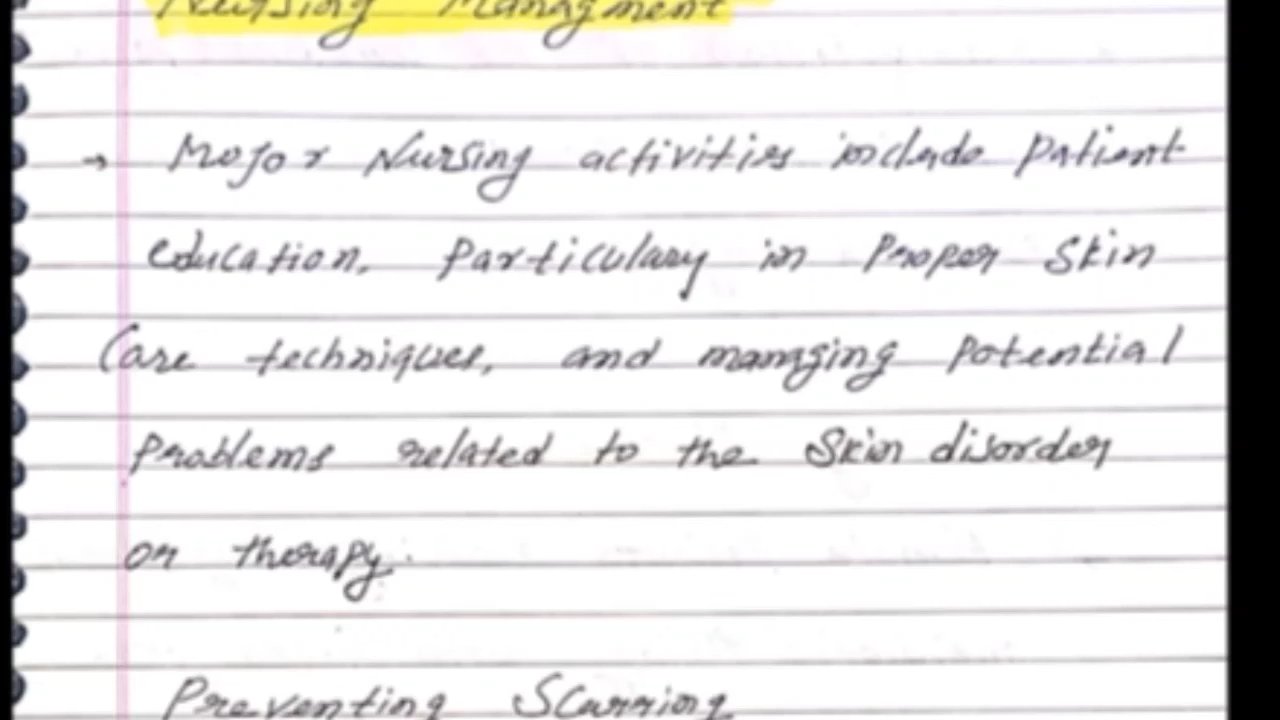 Nursing Managment
→ Major Nursing activities include patient
education, particulary in proper skin
Care techniques, and managing potential
problems related to the skin disorder
or therapy.
Preventing Scarring